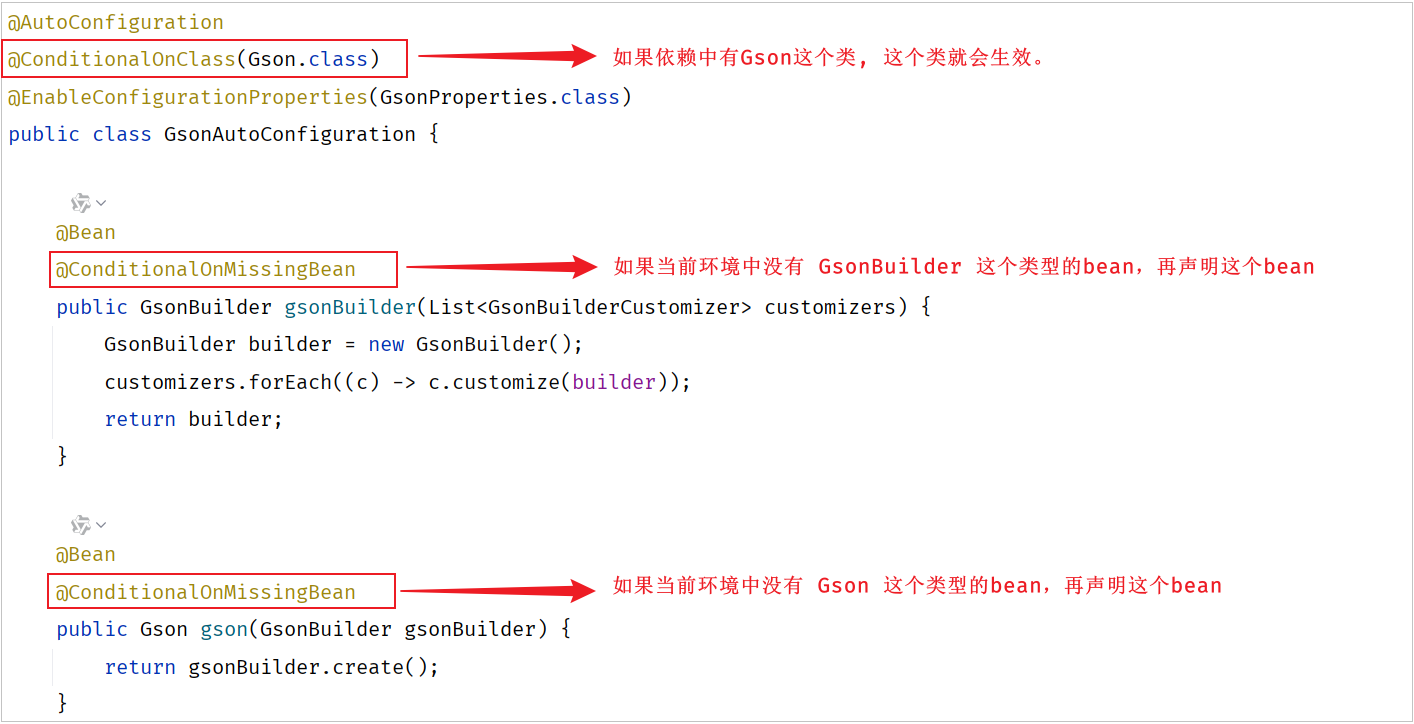 @AutoConfiguration
@ConditionalOnClass(Gson.class) 如果依赖中有Gson这个类, 这个类就会生效。
@EnableConfigurationProperties(GsonProperties.class)
public class GsonAutoConfiguration {
@Bean
@ConditionalOnMissingBean 如果当前环境中没有 GsonBuilder 这个类型的bean，再声明这个bean
public GsonBuilder gsonBuilder(List<GsonBuilderCustomizer> customizers) {
GsonBuilder builder = new GsonBuilder();
customizers.forEach((c) -> c.customize(builder));
return builder;
}
@Bean
@ConditionalOnMissingBean 如果当前环境中没有 Gson 这个类型的bean，再声明这个bean
public Gson gson(GsonBuilder gsonBuilder) {
return gsonBuilder.create();
}